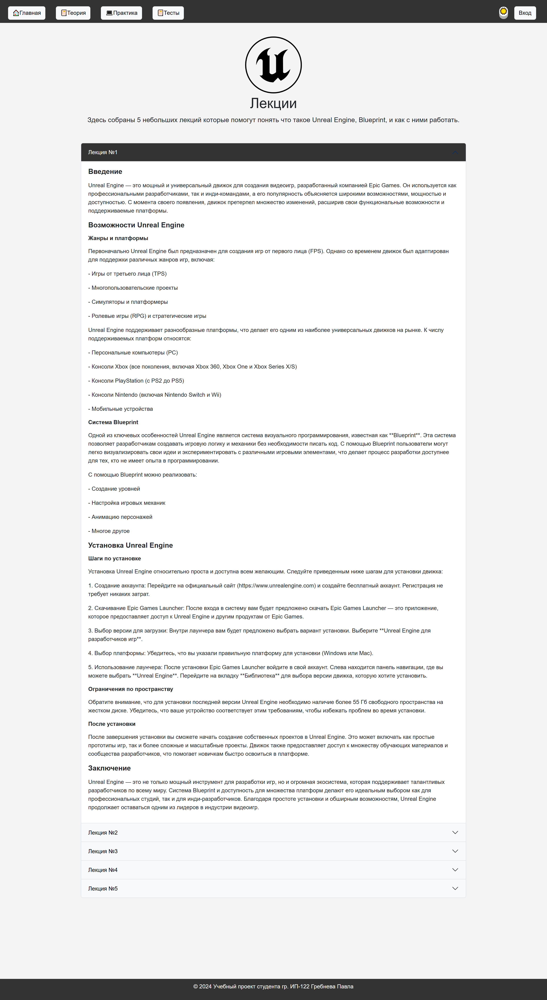 Главная
Теория
Практика
Тесты
Вход
Лекции
Здесь собраны 5 небольших лекций которые помогут понять что такое Unreal Engine, Blueprint, и как с ними работать.
Лекция №1
Введение
Unreal Engine — это мощный и универсальный движок для создания видеоигр, разработанный компанией Epic Games. Он используется как
профессиональными разработчиками, так и инди-командами, а его популярность объясняется широкими возможностями, мощностью и
доступностью. С момента своего появления, движок претерпел множество изменений, расширив свои функциональные возможности и
поддерживаемые платформы.
Возможности Unreal Engine
Жанры и платформы
Первоначально Unreal Engine был предназначен для создания игр от первого лица (FPS). Однако со временем движок был адаптирован
для поддержки различных жанров игр, включая:
- Игры от третьего лица (TPS)
- Многопользовательские проекты
- Симуляторы и платформеры
- Ролевые игры (RPG) и стратегические игры
Unreal Engine поддерживает разнообразные платформы, что делает его одним из наиболее универсальных движков на рынке. К числу
поддерживаемых платформ относятся:
- Персональные компьютеры (PC)
- Консоли Xbox (все поколения, включая Xbox 360, Xbox One и Xbox Series X/S)
- Консоли PlayStation (с PS2 до PS5)
- Консоли Nintendo (включая Nintendo Switch и Wii)
- Мобильные устройства
Система Blueprint
Одной из ключевых особенностей Unreal Engine является система визуального программирования, известная как **Blueprint**. Эта система
позволяет разработчикам создавать игровую логику и механики без необходимости писать код. С помощью Blueprint пользователи могут
легко визуализировать свои идеи и экспериментировать с различными игровыми элементами, что делает процесс разработки доступнее
для тех, кто не имеет опыта в программировании.
С помощью Blueprint можно реализовать:
- Создание уровней
- Настройка игровых механик
- Анимацию персонажей
- Многое другое
Установка Unreal Engine
Шаги по установке
Установка Unreal Engine относительно проста и доступна всем желающим. Следуйте приведенным ниже шагам для установки движка:
1. Создание аккаунта: Перейдите на официальный сайт (https://www.unrealengine.com) и создайте бесплатный аккаунт. Регистрация не
требует никаких затрат.
2. Скачивание Epic Games Launcher: После входа в систему вам будет предложено скачать Epic Games Launcher — это приложение,
которое предоставляет доступ к Unreal Engine и другим продуктам от Epic Games.
3. Выбор версии для загрузки: Внутри лаунчера вам будет предложено выбрать вариант установки. Выберите **Unreal Engine для
разработчиков игр**.
4. Выбор платформы: Убедитесь, что вы указали правильную платформу для установки (Windows или Mac).
5. Использование лаунчера: После установки Epic Games Launcher войдите в свой аккаунт. Слева находится панель навигации, где вы
можете выбрать **Unreal Engine**. Перейдите на вкладку **Библиотека** для выбора версии движка, которую хотите установить.
Ограничения по пространству
Обратите внимание, что для установки последней версии Unreal Engine необходимо наличие более 55 Гб свободного пространства на
жестком диске. Убедитесь, что ваше устройство соответствует этим требованиям, чтобы избежать проблем во время установки.
После установки
После завершения установки вы сможете начать создание собственных проектов в Unreal Engine. Это может включать как простые
прототипы игр, так и более сложные и масштабные проекты. Движок также предоставляет доступ к множеству обучающих материалов и
сообщества разработчиков, что помогает новичкам быстро освоиться в платформе.
Заключение
Unreal Engine — это не только мощный инструмент для разработки игр, но и огромная экосистема, которая поддерживает талантливых
разработчиков по всему миру. Система Blueprint и доступность для множества платформ делают его идеальным выбором как для
профессиональных студий, так и для инди-разработчиков. Благодаря простоте установки и обширным возможностям, Unreal Engine
продолжает оставаться одним из лидеров в индустрии видеоигр.
Лекция №2
Лекция №3
Лекция №4
Лекция №5
© 2024 Учебный проект студента гр. ИП-122 Гребнева Павла